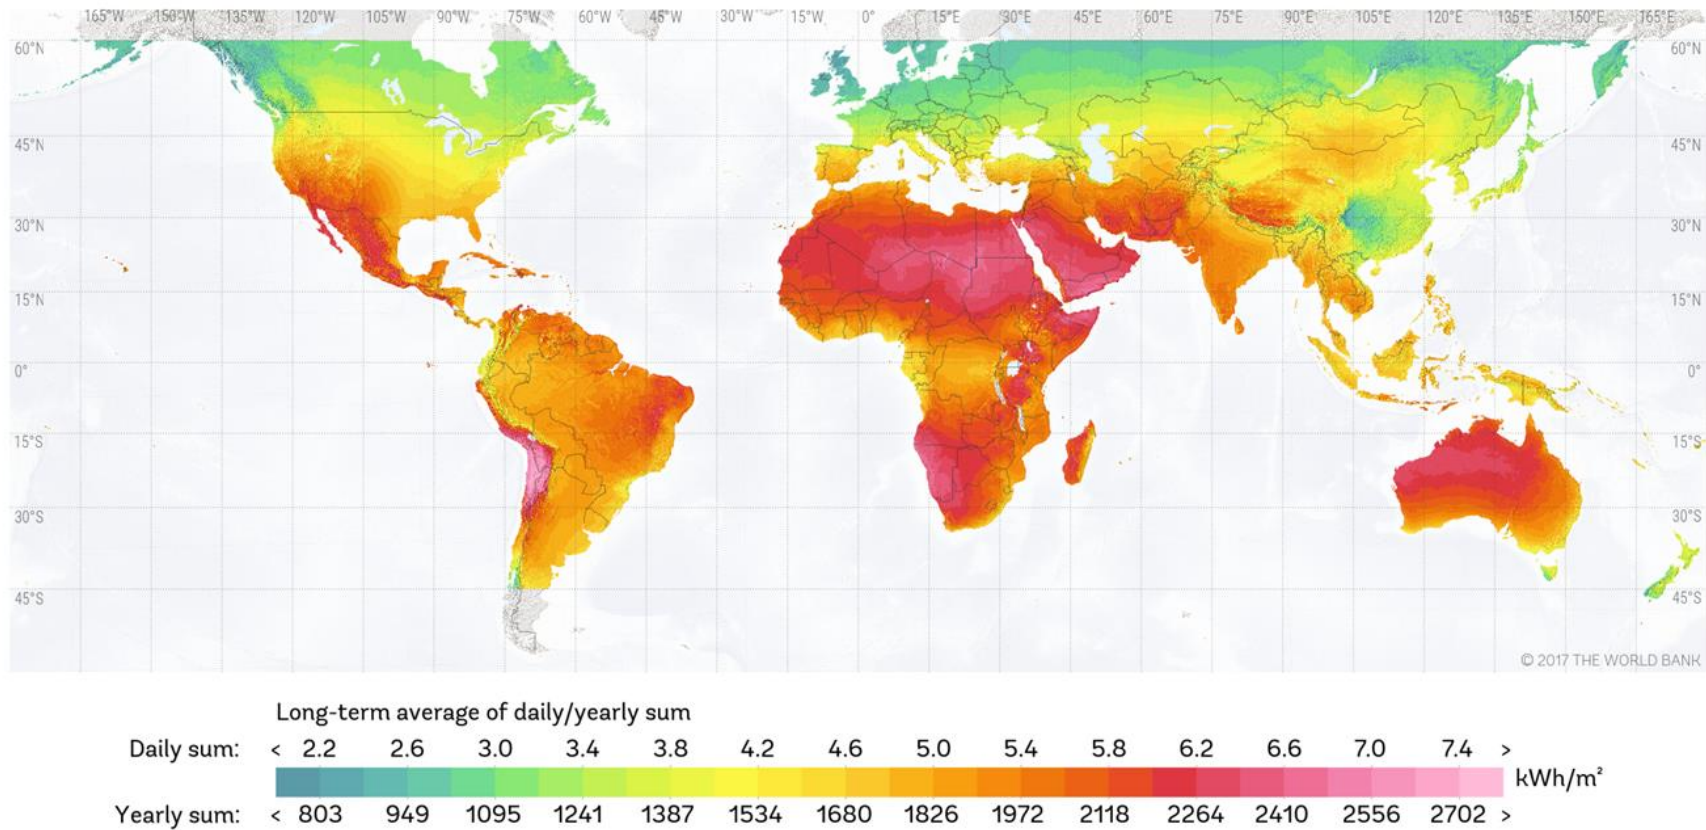 165°W 150°W 135°W 120°W 105°W 90°W 75°W 60°W 45°W 30°W 15°W 0° 15°E 30°E 45°E 60°E 75°E 90°E 105°E 120°E 135°E 150°E 165°E
60°N 60°N
45°N 45°N
30°N 30°N
15°N 15°N
0° 0°
15°S 15°S
30°S 30°S
45°S 45°S
© 2017 THE WORLD BANK
Long-term average of daily/yearly sum
Daily sum: < 2.2 2.6 3.0 3.4 3.8 4.2 4.6 5.0 5.4 5.8 6.2 6.6 7.0 7.4 >
kWh/m²
Yearly sum: < 803 949 1095 1241 1387 1534 1680 1826 1972 2118 2264 2410 2556 2702 >